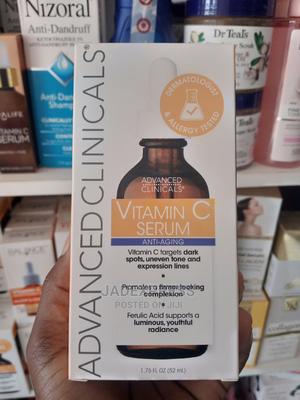 Nizoral
Anti-Dandruff
Dr Teal's
ADVANCED CLINICALS®
DERMATOLOGIST
& ALLERGY TESTED
ADVANCED
CLINICALS®
VITAMIN C
SERUM
ANTI-AGING
Vitamin C targets dark
spots, uneven tone and
expression lines
Promotes a firmer looking
complexion
POSTED ON JIJI
Ferulic Acid supports a
luminous, youthful
radiance
1.76 FL OZ (52 mL)